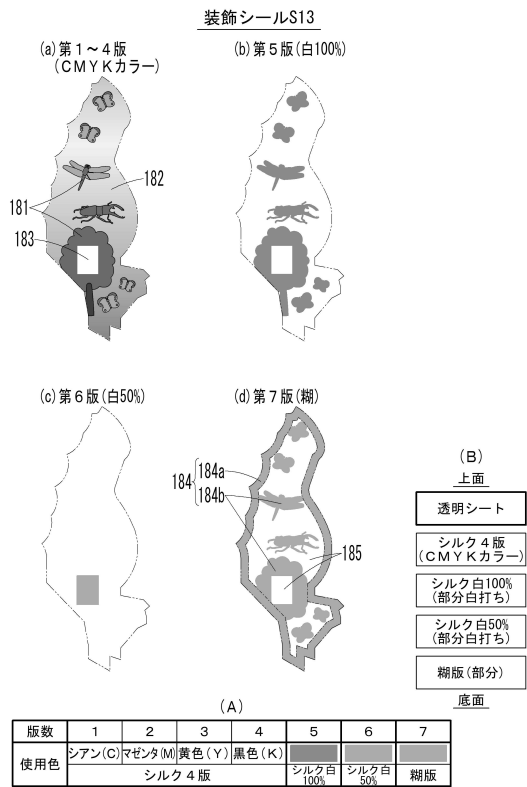 装飾シールS13
(a)第1～4版
(CMYKカラー)
(b)第5版(白100%)
182
181
183
(c)第6版(白50%)
(d)第7版(糊)
184
184a
184b
185
(B)
上面
透明シート
シルク4版
(CMYKカラー)
シルク白100%
(部分白打ち)
シルク白50%
(部分白打ち)
糊版(部分)
底面
(A)
版数 1 2 3 4 5 6 7
使用色 シアン(C) マゼンタ(M) 黄色(Y) 黒色(K)
シルク4版 シルク白100% シルク白50% 糊版